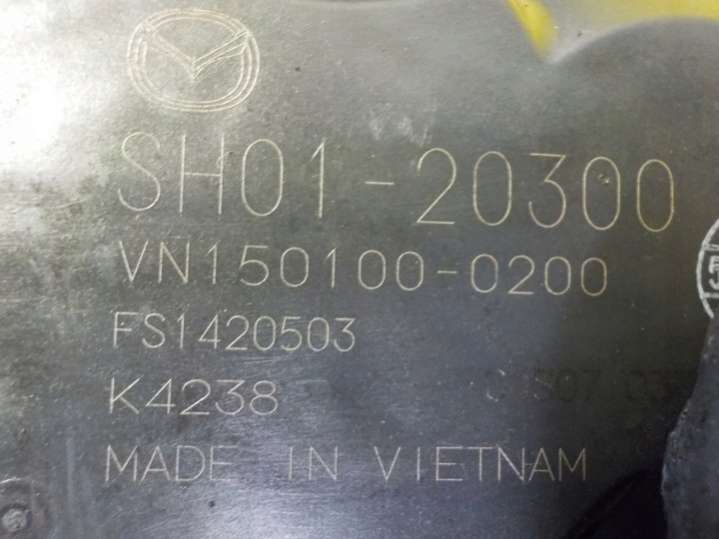 SH01-20300
VN150100-0200
FS1420503
K4238
MADE IN VIETNAM